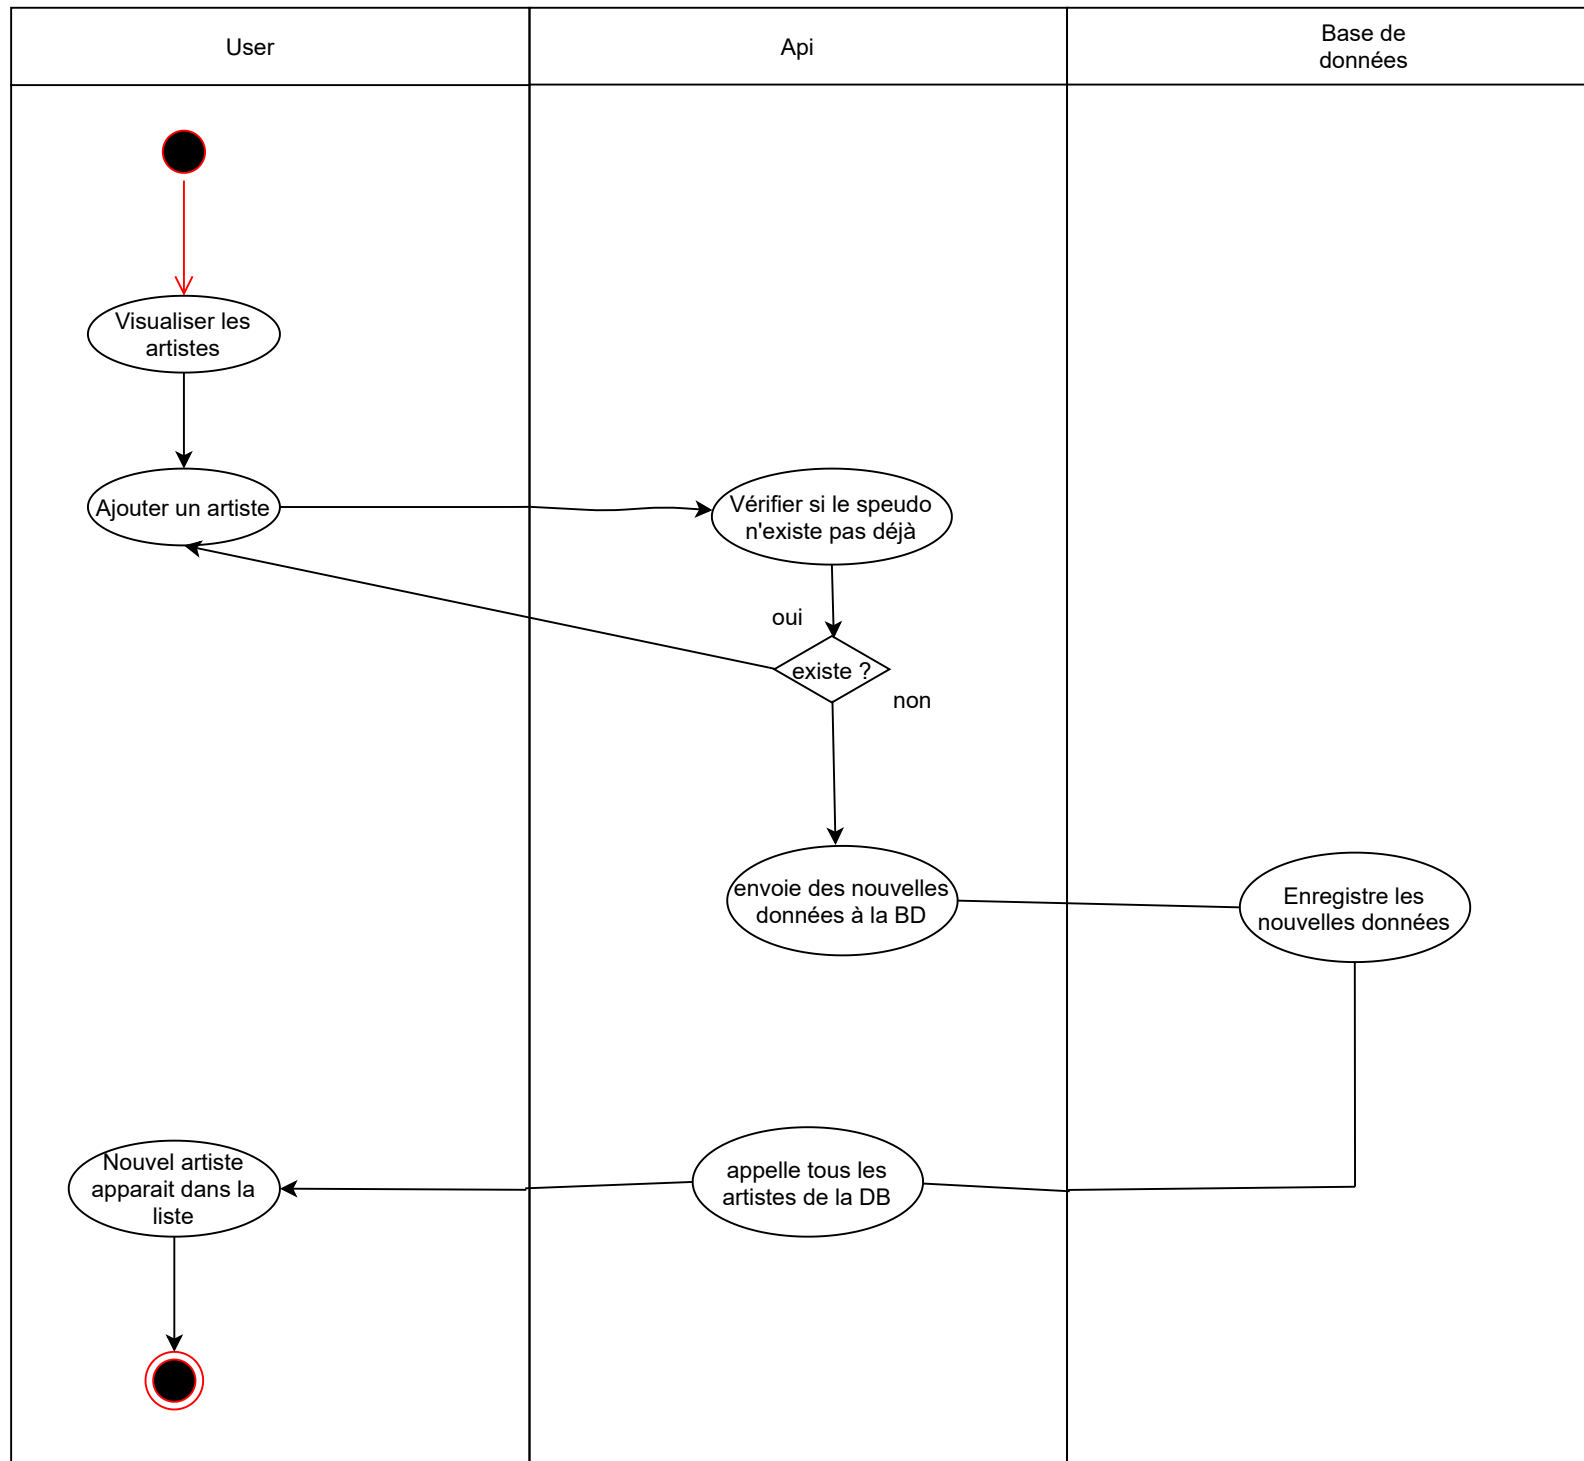 User
Api
Base de
données
Visualiser les
artistes
Ajouter un artiste
Vérifier si le speudo
n'existe pas déjà
oui
existe ?
non
envoie des nouvelles
données à la BD
Enregistre les
nouvelles données
Nouvel artiste
apparait dans la
liste
appelle tous les
artistes de la DB